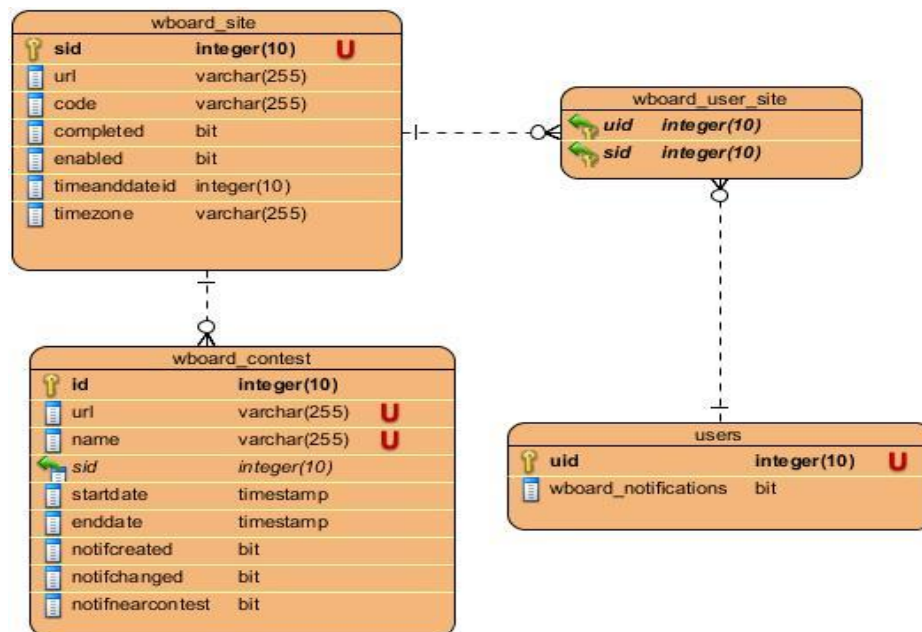 wboard_site
sid integer(10) U
url varchar(255)
code varchar(255)
completed bit
enabled bit
timeanddateid integer(10)
timezone varchar(255)
wboard_user_site
uid integer(10)
sid integer(10)
wboard_contest
id integer(10)
url varchar(255) U
name varchar(255) U
sid integer(10)
startdate timestamp
enddate timestamp
notifcreated bit
notifchanged bit
notifnearcontest bit
users
uid integer(10) U
wboard_notifications bit